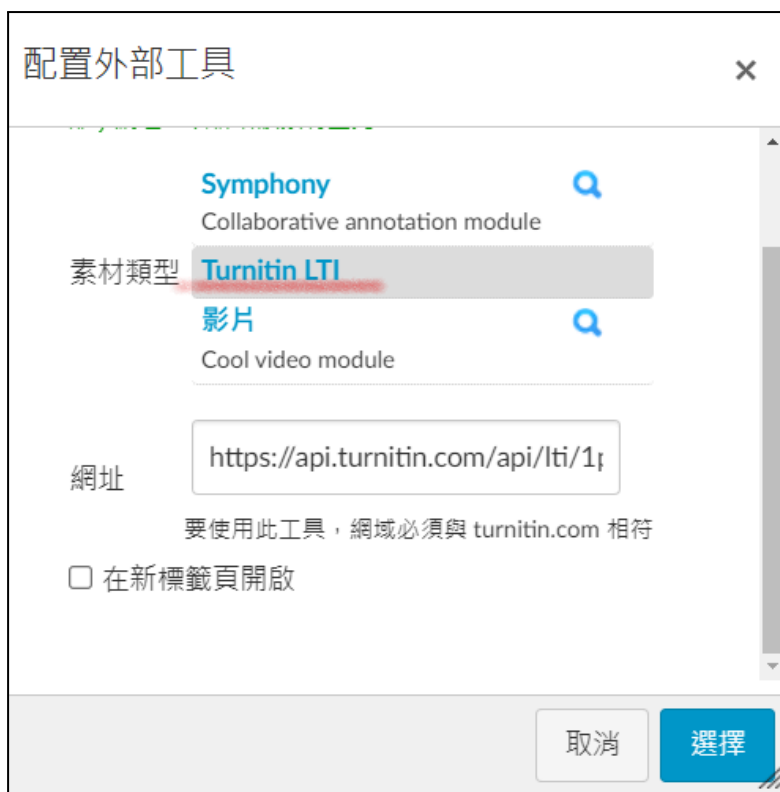 配置外部工具
×
Symphony
Collaborative annotation module
素材類型
Turnitin LTI
影片
Cool video module
網址
https://api.turnitin.com/api/lti/1p
要使用此工具，網域必須與 turnitin.com 相符
在新標籤頁開啟
取消
選擇